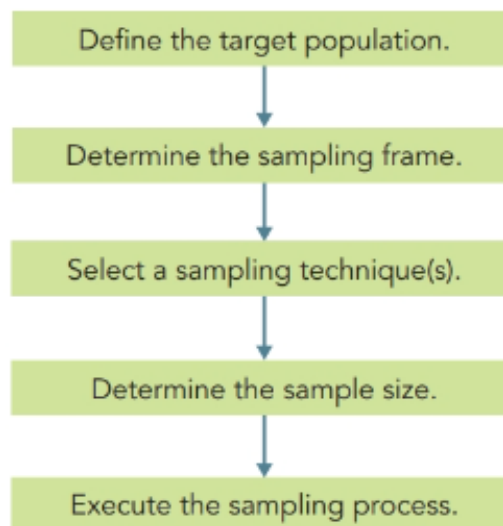 Define the target population.
Determine the sampling frame.
Select a sampling technique(s).
Determine the sample size.
Execute the sampling process.